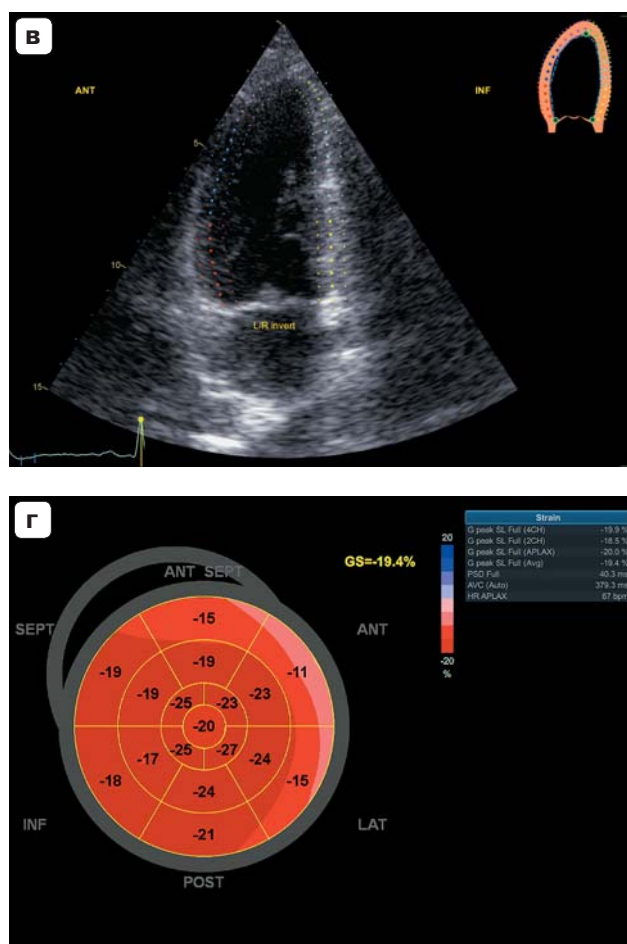 В
ANT
INF
5
10
L/R invert
15
Г
GS=-19.4%
ANT SEPT
SEPT
ANT
INF
LAT
POST
-15
-19
-11
-19
-19
-23
-25
-23
-20
-25
-27
-17
-24
-18
-15
-24
-21
20
-20
%
Strain
G peak SL Full (4CH) -19.9 %
G peak SL Full (2CH) -18.5 %
G peak SL Full (APLAX) -20.0 %
G peak SL Full (Avg) -19.4 %
PSD Full 40.3 ms
AVC (Auto) 379.3 ms
HR APLAX 67 bpm